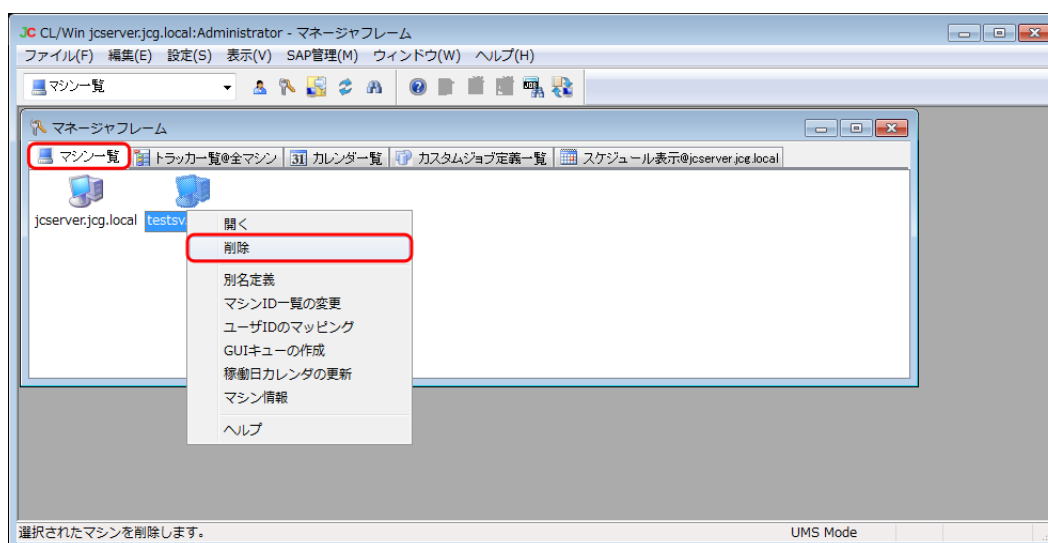 JC CL/Win jcserver.jcg.local:Administrator - マネージャフレーム
ファイル(F) 編集(E) 設定(S) 表示(V) SAP管理(M) ウィンドウ(W) ヘルプ(H)
マシン一覧
マネージャフレーム
マシン一覧 トラッカ一覧@全マシン 31 カレンダ一覧 カスタムジョブ定義一覧 スケジュール表示@jcserver.jcg.local
jcserver.jcg.local testsv
開く
削除
別名定義
マシンID一覧の変更
ユーザIDのマッピング
GUIキューの作成
稼働日カレンダの更新
マシン情報
ヘルプ
選択されたマシンを削除します。 UMS Mode